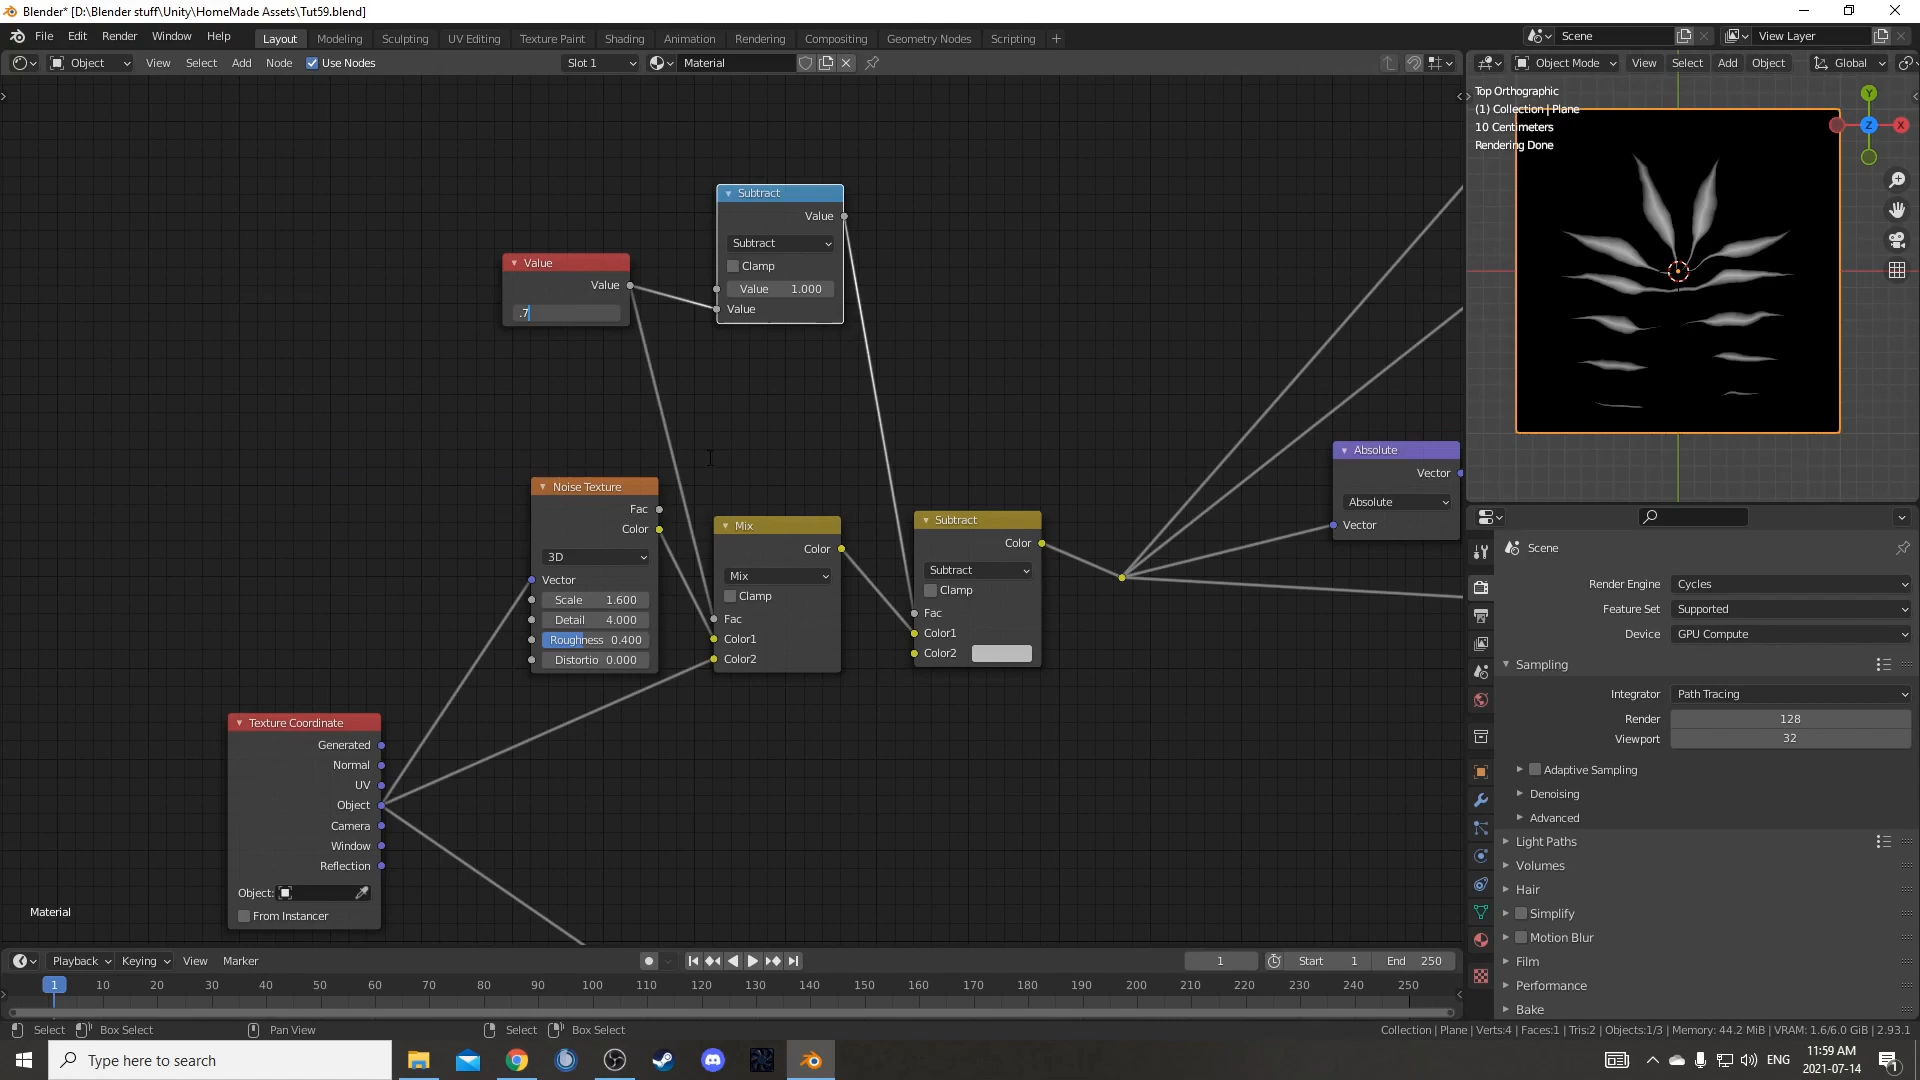 Blender* [D:\Blender stuff\Unity\HomeMade Assets\Tut59.blend]
File Edit Render Window Help Layout Modeling Sculpting UV Editing Texture Paint Shading Animation Rendering Compositing Geometry Nodes Scripting + Scene View Layer
Object View Select Add Node Use Nodes Slot 1 Material Object Mode View Select Add Object Global
Top Orthographic
(1) Collection | Plane
10 Centimeters
Rendering Done
Y
Z
X
Subtract
Value
Subtract
Clamp
Value 1.000
Value
Value
Value
.7
Noise Texture
Fac
Color
3D
Vector
Scale 1.600
Detail 4.000
Roughness 0.400
Distortio 0.000
Mix
Color
Mix
Clamp
Fac
Color1
Color2
Subtract
Color
Subtract
Clamp
Fac
Color1
Color2
Absolute
Vector
Absolute
Vector
Texture Coordinate
Generated
Normal
UV
Object
Camera
Window
Reflection
Object:
From Instancer
Material
Scene
Render Engine Cycles
Feature Set Supported
Device GPU Compute
Sampling
Integrator Path Tracing
Render 128
Viewport 32
Adaptive Sampling
Denoising
Advanced
Light Paths
Volumes
Hair
Simplify
Motion Blur
Film
Performance
Bake
Playback Keying View Marker 1 Start 1 End 250
1 10 20 30 40 50 60 70 80 90 100 110 120 130 140 150 160 170 180 190 200 210 220 230 240 250
Select Box Select Pan View Select Box Select Collection | Plane | Verts:4 | Faces:1 | Tris:2 | Objects:1/3 | Memory: 44.2 MiB | VRAM: 1.6/6.0 GiB | 2.93.1
Type here to search ENG 11:59 AM
2021-07-14
1